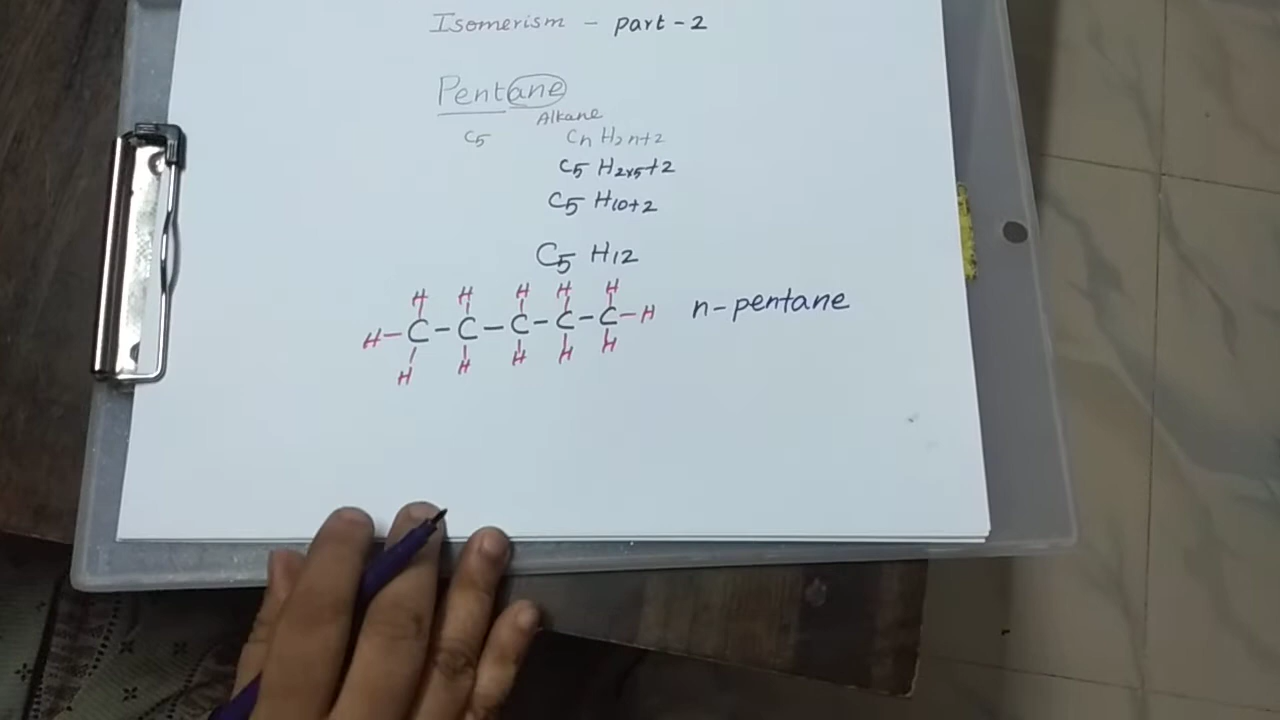 Isomerism - part-2
Pentane
Alkane
C5 CnH2n+2
C5 H2x5+2
C5 H10+2
C5 H12
H H H H H
H-C-C-C-C-C-H n-pentane
H H H H H